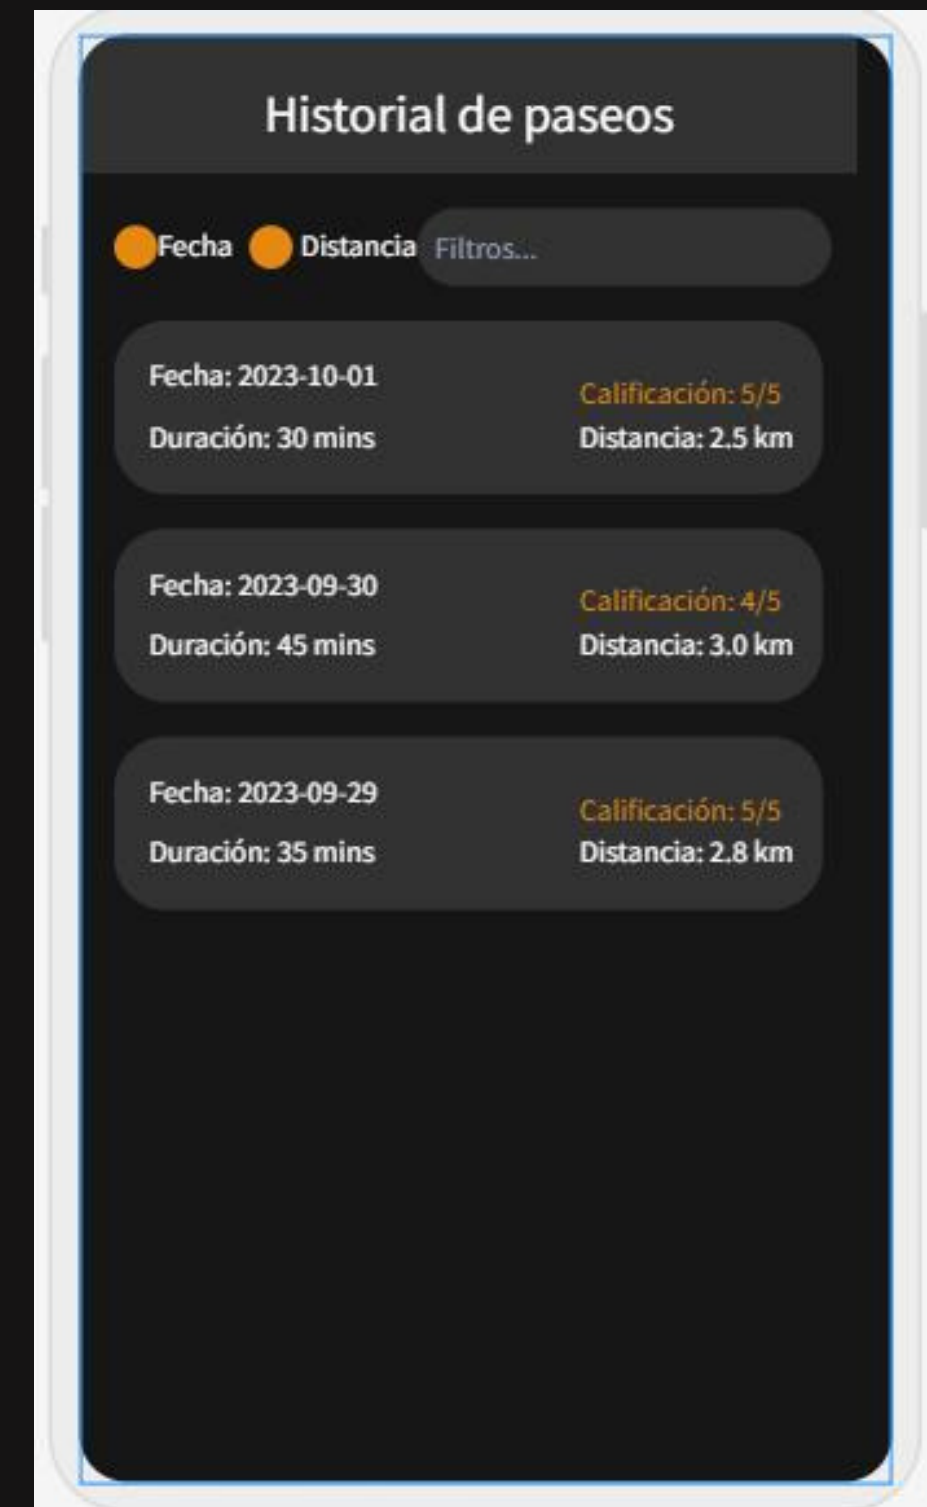 Historial de paseos
Fecha Distancia Filtros...
Fecha: 2023-10-01
Calificación: 5/5
Duración: 30 mins
Distancia: 2.5 km
Fecha: 2023-09-30
Calificación: 4/5
Duración: 45 mins
Distancia: 3.0 km
Fecha: 2023-09-29
Calificación: 5/5
Duración: 35 mins
Distancia: 2.8 km